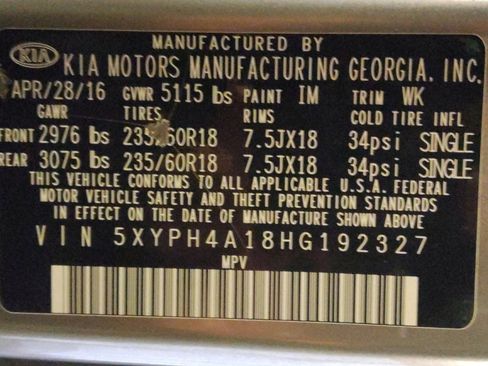 MANUFACTURED BY
KIA KIA MOTORS MANUFACTURING GEORGIA, INC.
APR/28/16 GVWR 5115 lbs PAINT IM TRIM WK
GAWR TIRES RIMS COLD TIRE INFL
FRONT 2976 lbs 235/60R18 7.5JX18 34psi SINGLE
REAR 3075 lbs 235/60R18 7.5JX18 34psi SINGLE
THIS VEHICLE CONFORMS TO ALL APPLICABLE U.S.A. FEDERAL
MOTOR VEHICLE SAFETY AND THEFT PREVENTION STANDARDS
IN EFFECT ON THE DATE OF MANUFACTURE SHOWN ABOVE
VIN 5XYPH4A18HG192327
MPV